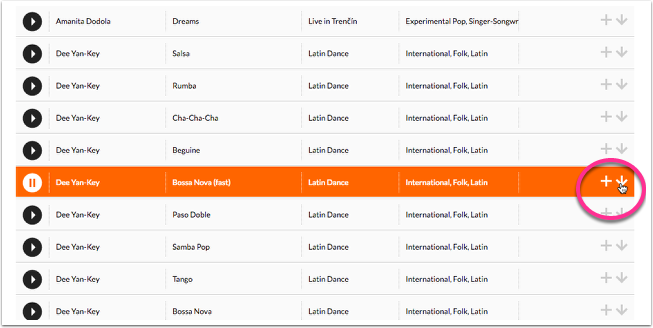 Amanita Dodola Dreams Live in Trenčín Experimental Pop, Singer-Songwr
Dee Yan-Key Salsa Latin Dance International, Folk, Latin
Dee Yan-Key Rumba Latin Dance International, Folk, Latin
Dee Yan-Key Cha-Cha-Cha Latin Dance International, Folk, Latin
Dee Yan-Key Beguine Latin Dance International, Folk, Latin
Dee Yan-Key Bossa Nova (fast) Latin Dance International, Folk, Latin
Dee Yan-Key Paso Doble Latin Dance International, Folk, Latin
Dee Yan-Key Samba Pop Latin Dance International, Folk, Latin
Dee Yan-Key Tango Latin Dance International, Folk, Latin
Dee Yan-Key Bossa Nova Latin Dance International, Folk, Latin